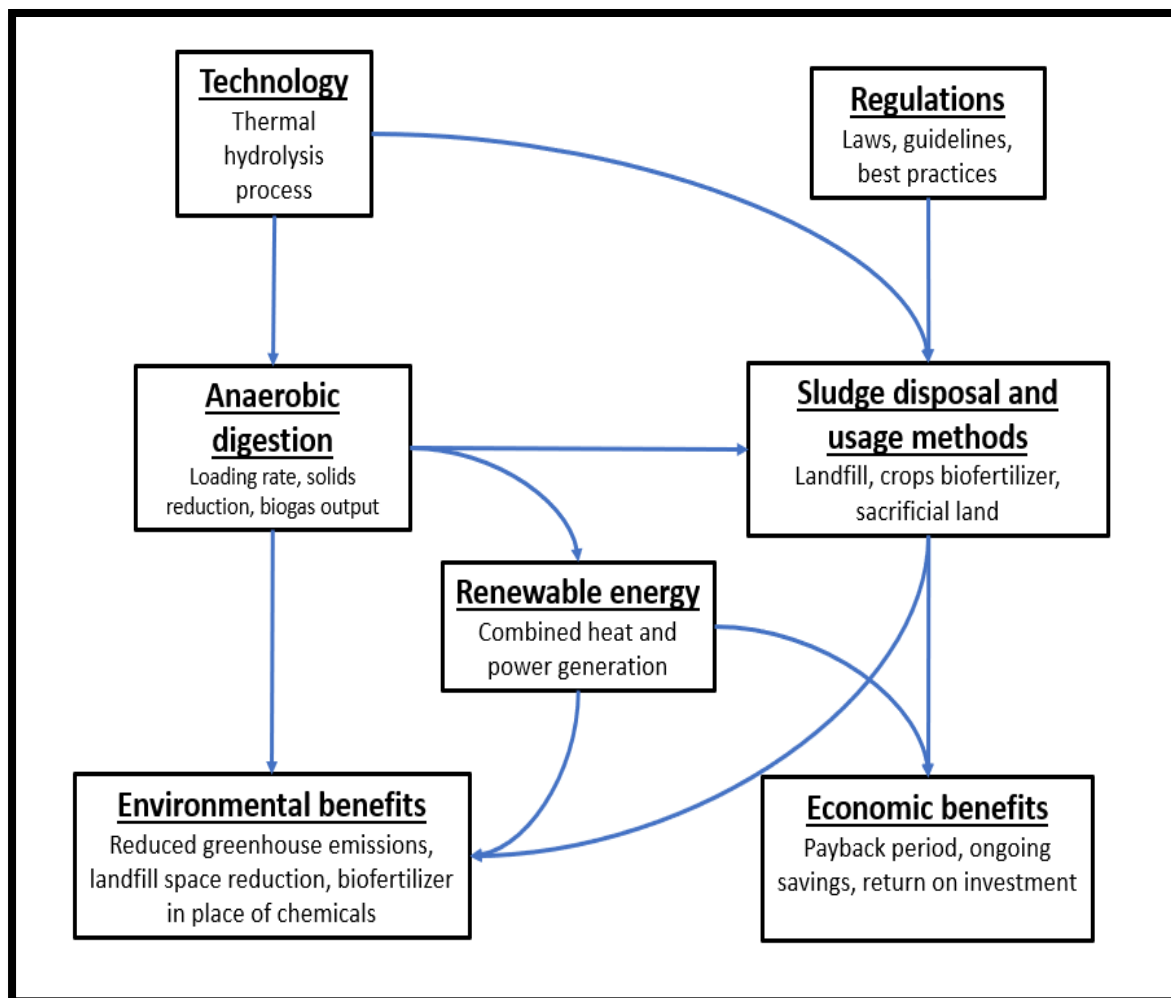 Technology
Thermal
hydrolysis
process
Regulations
Laws, guidelines,
best practices
Anaerobic
digestion
Loading rate, solids
reduction, biogas output
Sludge disposal and
usage methods
Landfill, crops biofertilizer,
sacrificial land
Renewable energy
Combined heat and
power generation
Environmental benefits
Reduced greenhouse emissions,
landfill space reduction, biofertilizer
in place of chemicals
Economic benefits
Payback period, ongoing
savings, return on investment